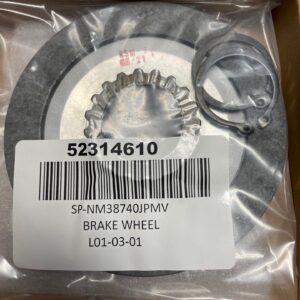 52314610
SP-NM38740JPMV
BRAKE WHEEL
L01-03-01